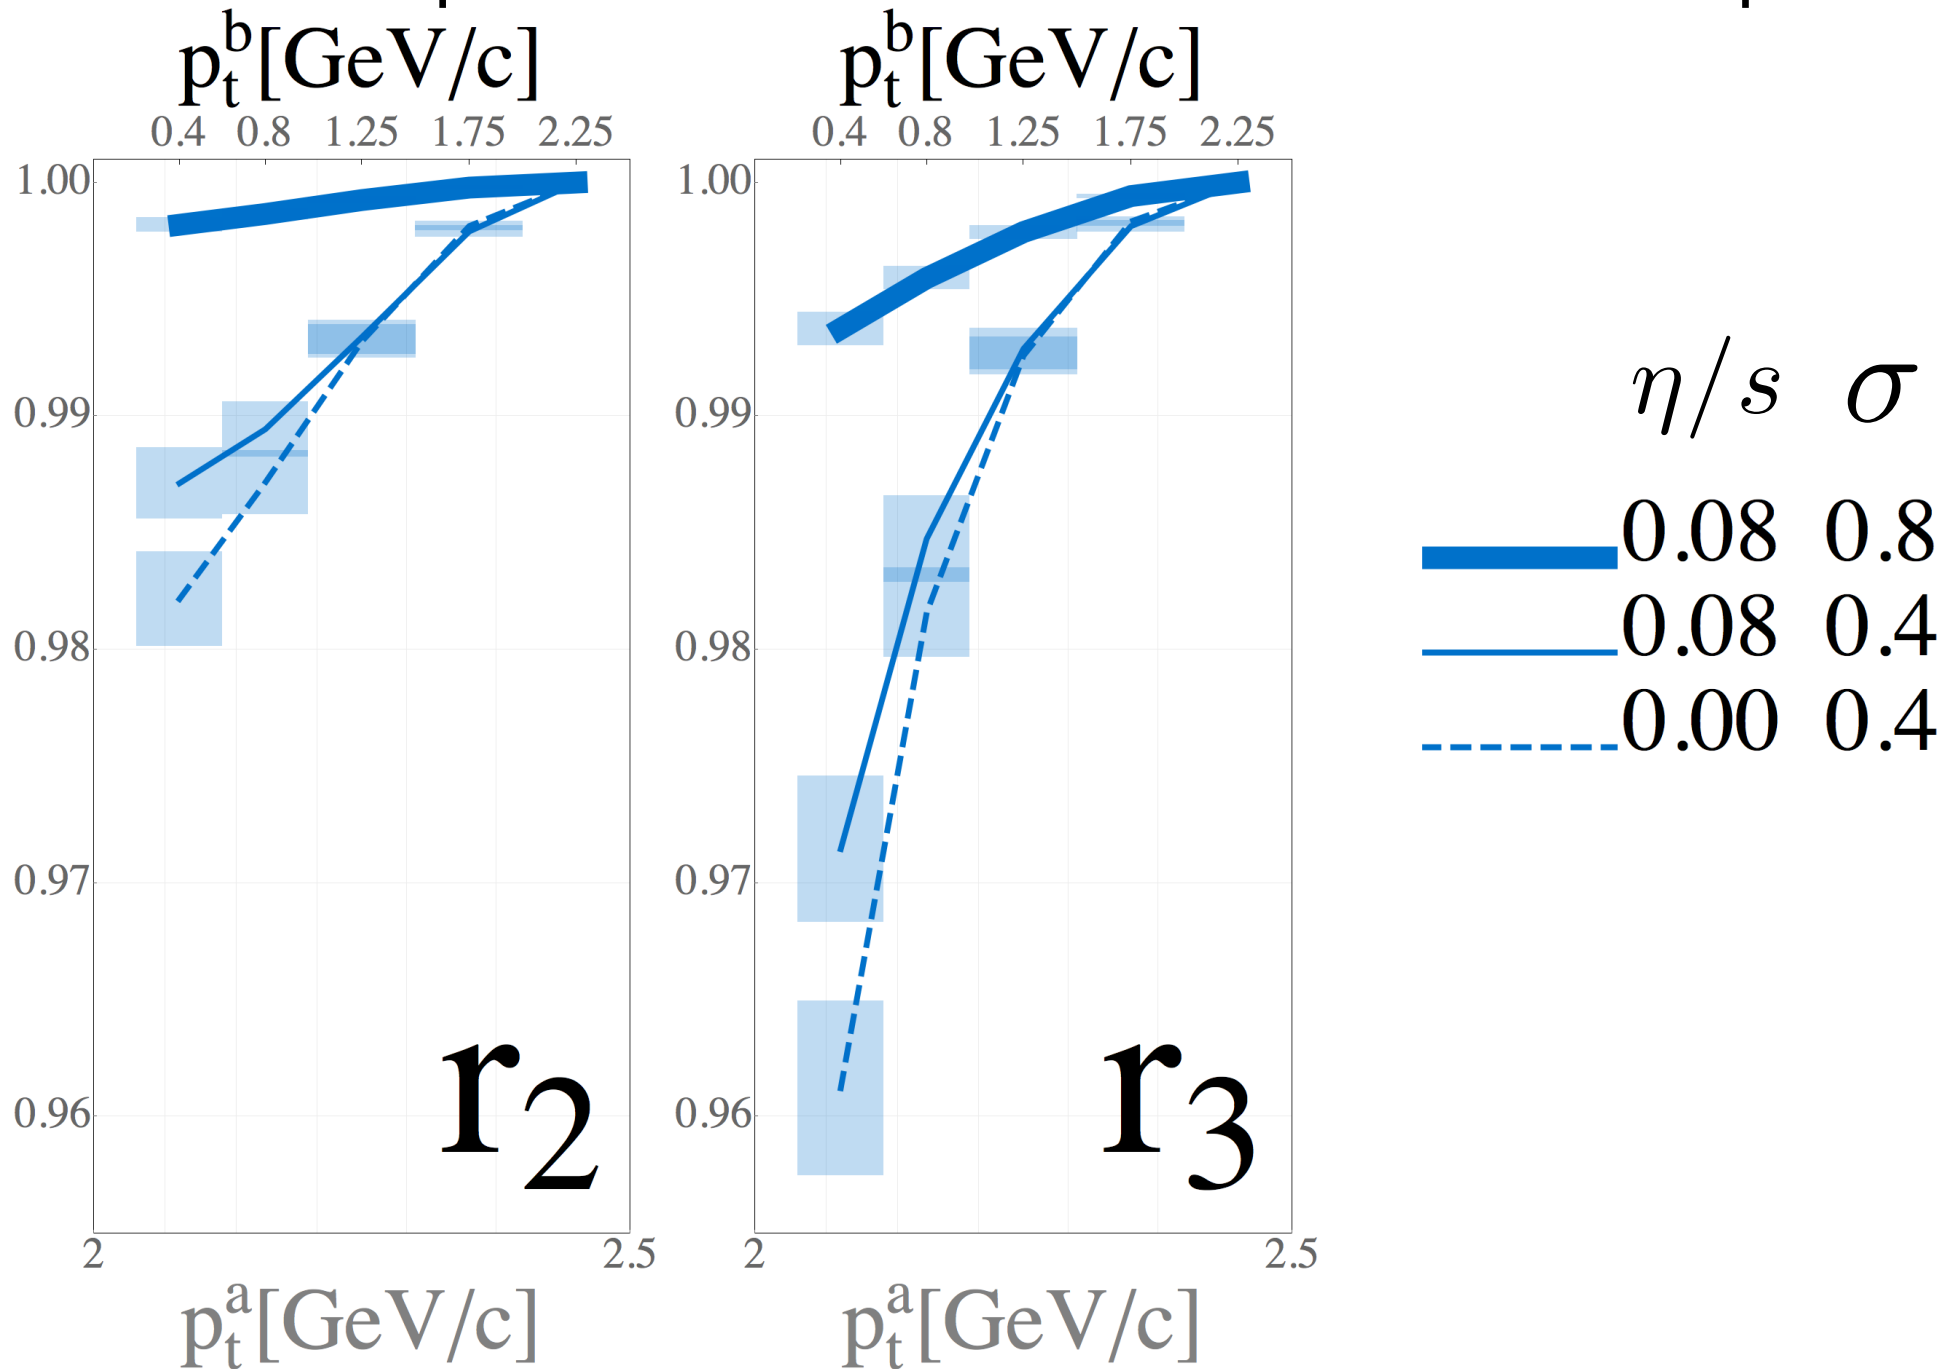 p_t^b[GeV/c] p_t^b[GeV/c]
0.4 0.8 1.25 1.75 2.25 0.4 0.8 1.25 1.75 2.25
1.00 1.00
0.99 0.99
η/s σ
0.08 0.8
0.98 0.98
0.08 0.4
0.00 0.4
0.97 0.97
0.96 0.96
r₂ r₃
2 2.5 2 2.5
p_t^a[GeV/c] p_t^a[GeV/c]